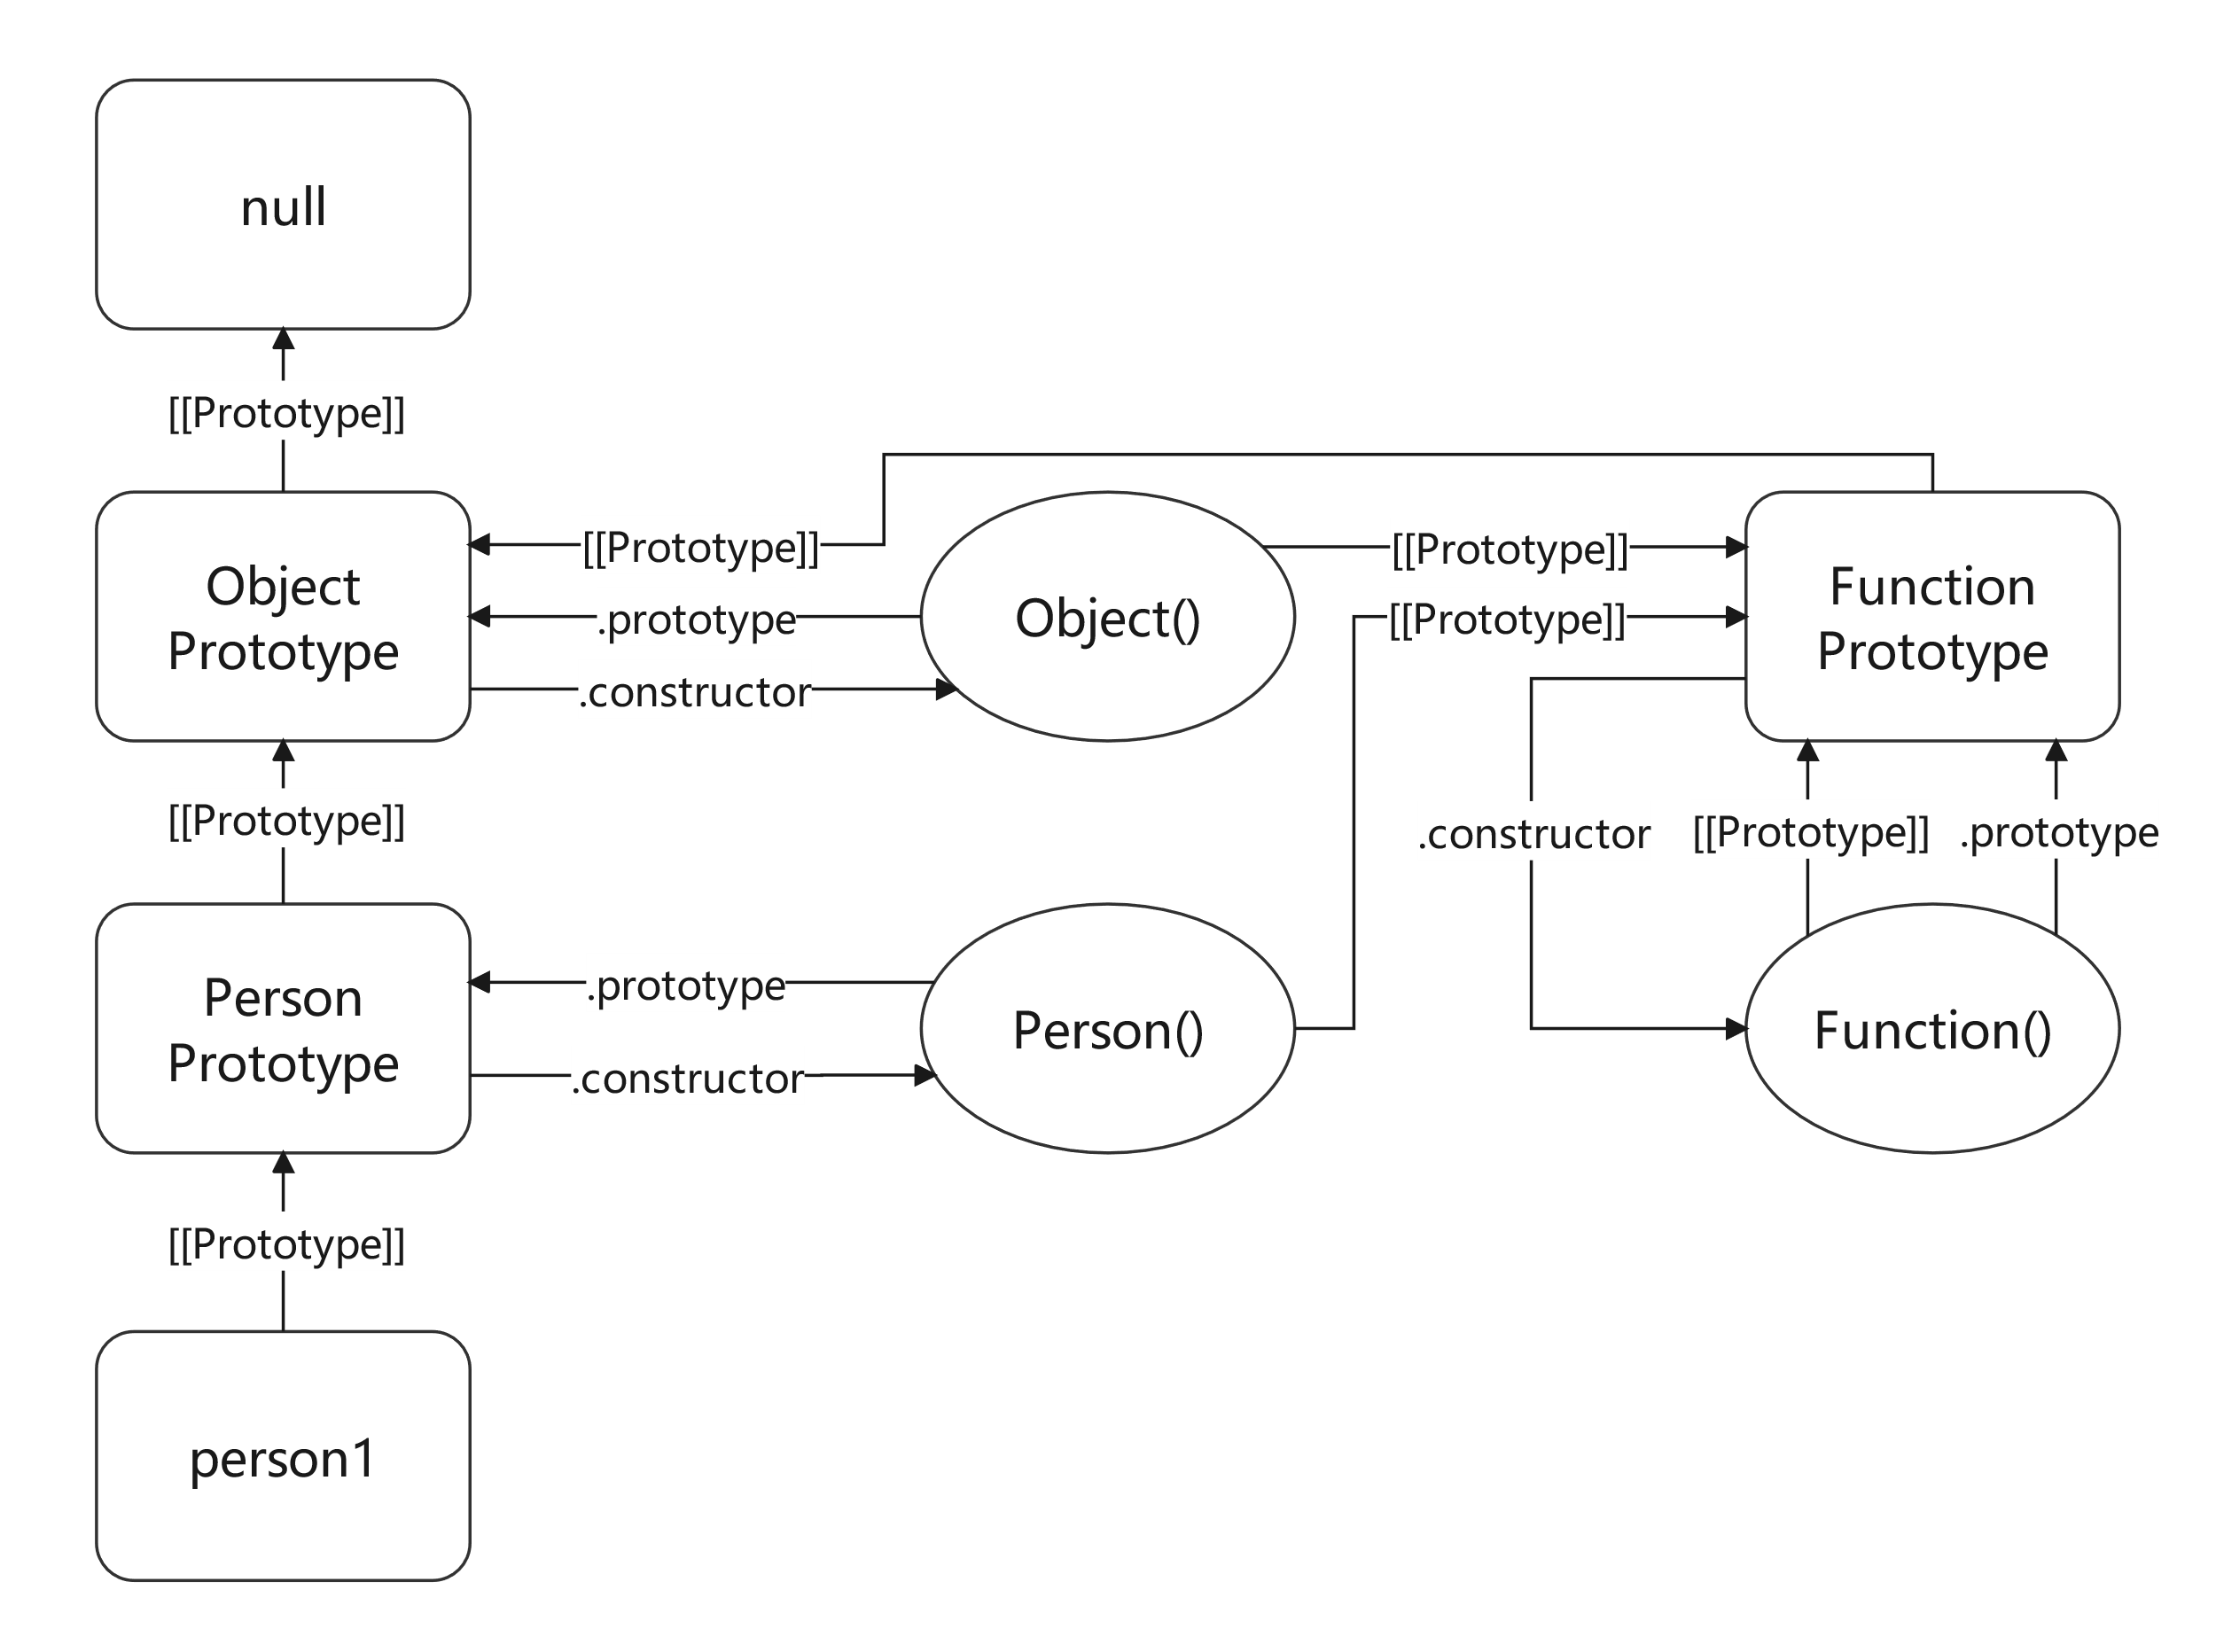 null
[[Prototype]]
[[Prototype]]
[[Prototype]]
Object
Prototype
.prototype
Object()
[[Prototype]]
Function
Prototype
.constructor
[[Prototype]]
.constructor
[[Prototype]]
.prototype
Person
Prototype
.prototype
Person()
Function()
.constructor
[[Prototype]]
person1